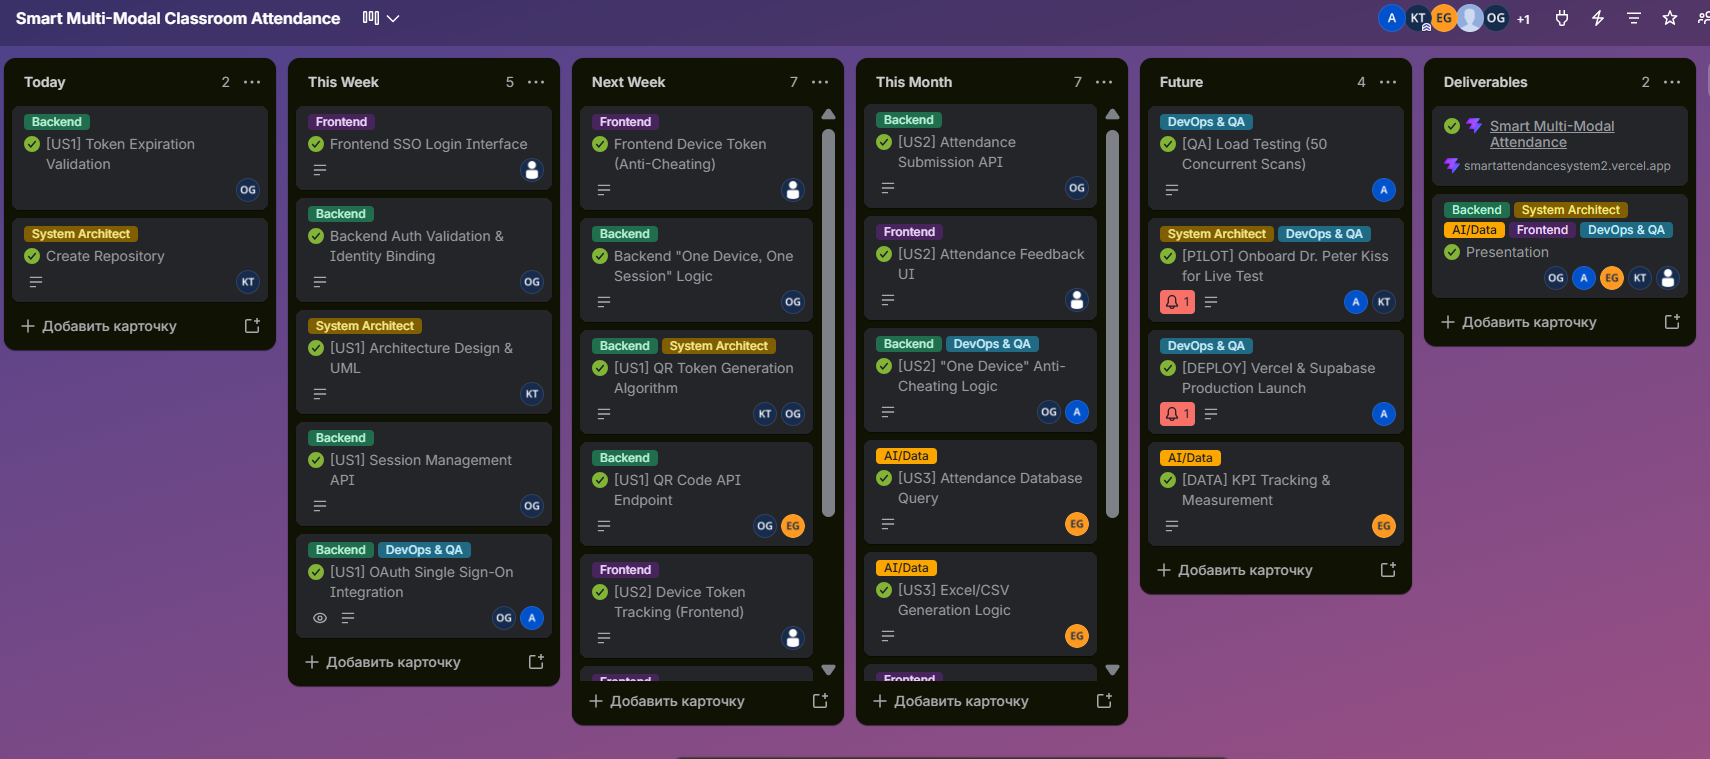 Smart Multi-Modal Classroom Attendance
A KT EG OG +1
Today 2
Backend
[US1] Token Expiration
Validation
OG
System Architect
Create Repository
KT
+ Добавить карточку
This Week 5
Frontend
Frontend SSO Login Interface
Backend
Backend Auth Validation &
Identity Binding
OG
System Architect
[US1] Architecture Design &
UML
KT
Backend
[US1] Session Management
API
OG
Backend DevOps & QA
[US1] OAuth Single Sign-On
Integration
OG A
+ Добавить карточку
Next Week 7
Frontend
Frontend Device Token
(Anti-Cheating)
Backend
Backend "One Device, One
Session" Logic
OG
Backend System Architect
[US1] QR Token Generation
Algorithm
KT OG
Backend
[US1] QR Code API
Endpoint
OG EG
Frontend
[US2] Device Token
Tracking (Frontend)
Frontend
+ Добавить карточку
This Month 7
Backend
[US2] Attendance
Submission API
OG
Frontend
[US2] Attendance Feedback
UI
Backend DevOps & QA
[US2] "One Device" Anti-
Cheating Logic
OG A
AI/Data
[US3] Attendance Database
Query
EG
AI/Data
[US3] Excel/CSV
Generation Logic
EG
Frontend
+ Добавить карточку
Future 4
DevOps & QA
[QA] Load Testing (50
Concurrent Scans)
A
System Architect DevOps & QA
[PILOT] Onboard Dr. Peter Kiss
for Live Test
1 A KT
DevOps & QA
[DEPLOY] Vercel & Supabase
Production Launch
1 A
AI/Data
[DATA] KPI Tracking &
Measurement
EG
+ Добавить карточку
Deliverables 2
Smart Multi-Modal
Attendance
smartattendancesystem2.vercel.app
Backend System Architect
AI/Data Frontend DevOps & QA
Presentation
OG A EG KT
+ Добавить карточку